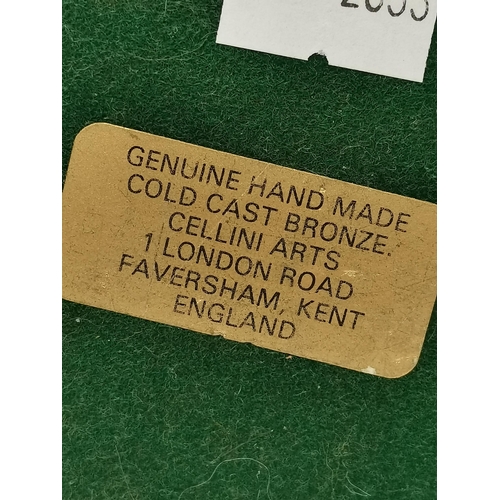 GENUINE HAND MADE
COLD CAST BRONZE.
CELLINI ARTS
1 LONDON ROAD
FAVERSHAM, KENT
ENGLAND